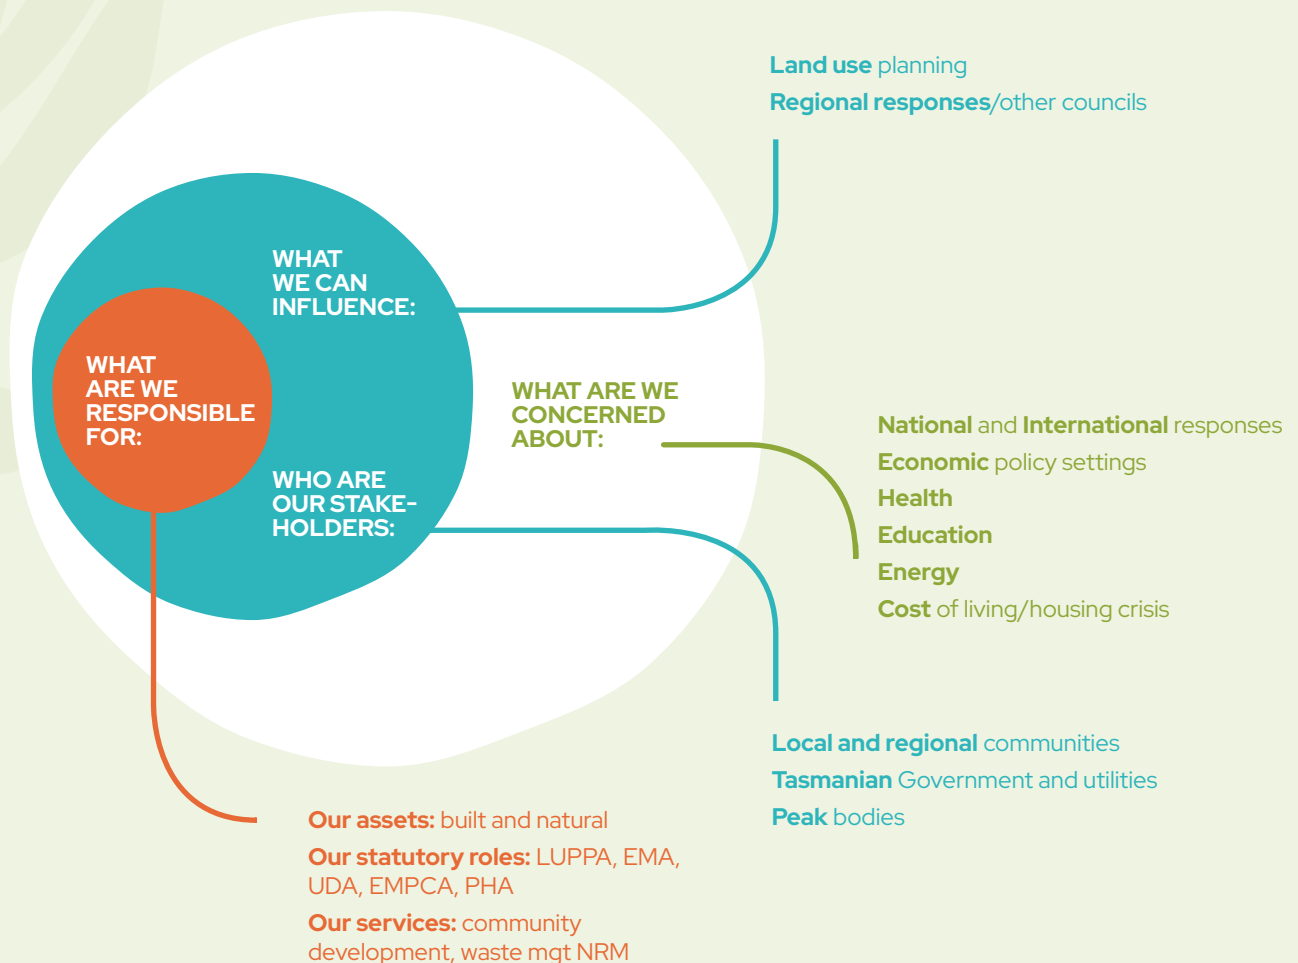 Land use planning
Regional responses/other councils
WHAT
WE CAN
INFLUENCE:
WHAT
ARE WE
RESPONSIBLE
FOR:
WHAT ARE WE
CONCERNED
ABOUT:
National and International responses
Economic policy settings
Health
Education
Energy
Cost of living/housing crisis
WHO ARE
OUR STAKE-
HOLDERS:
Local and regional communities
Tasmanian Government and utilities
Peak bodies
Our assets: built and natural
Our statutory roles: LUPPA, EMA,
UDA, EMPCA, PHA
Our services: community
development, waste mgt NRM